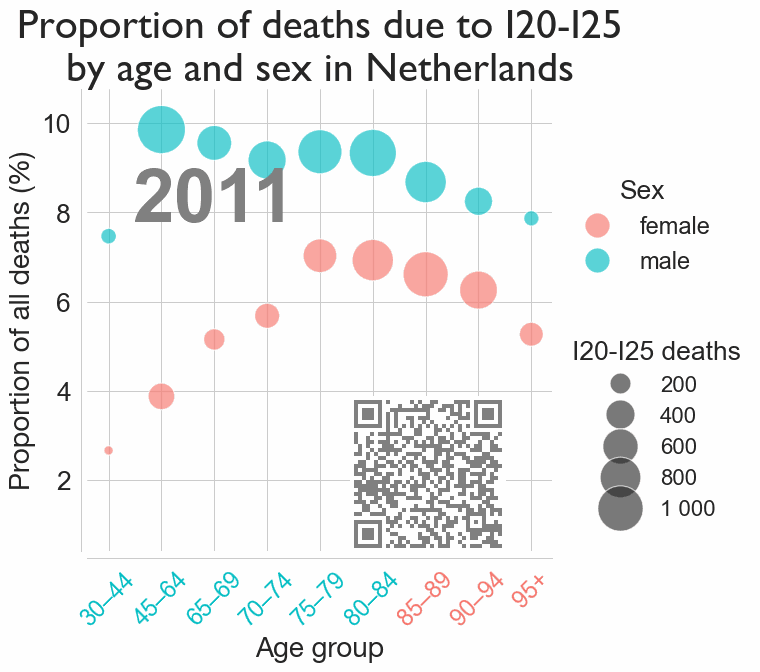 Proportion of deaths due to I20-I25
by age and sex in Netherlands
Proportion of all deaths (%)
10
8
6
4
2
2011
30–44
45–64
65–69
70–74
75–79
80–84
85–89
90–94
95+
Age group
Sex
female
male
I20-I25 deaths
200
400
600
800
1 000